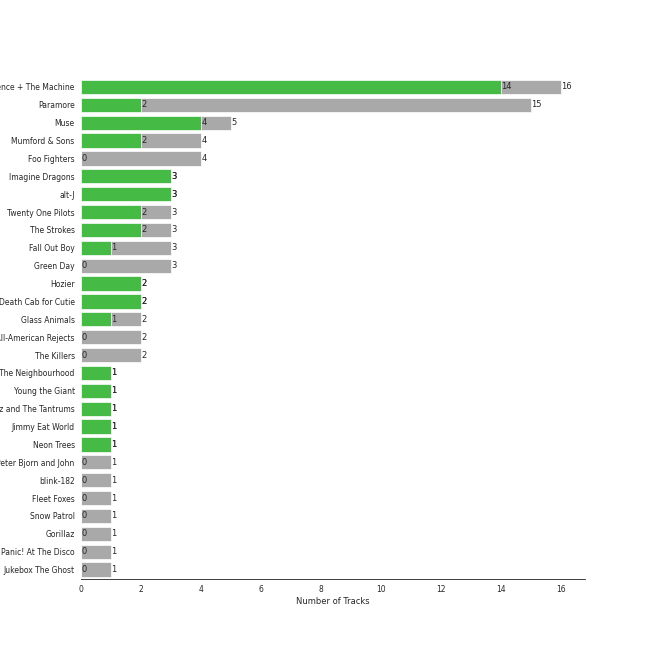 ence + The Machine 14 16
Paramore 2 15
Muse 4 5
Mumford & Sons 2 4
Foo Fighters 0 4
Imagine Dragons 3
alt-J 3
Twenty One Pilots 2 3
The Strokes 2 3
Fall Out Boy 1 3
Green Day 0 3
Hozier 2
Death Cab for Cutie 2
Glass Animals 1 2
All-American Rejects 0 2
The Killers 0 2
The Neighbourhood 1
Young the Giant 1
z and The Tantrums 1
Jimmy Eat World 1
Neon Trees 1
eter Bjorn and John 0 1
blink-182 0 1
Fleet Foxes 0 1
Snow Patrol 0 1
Gorillaz 0 1
Panic! At The Disco 0 1
Jukebox The Ghost 0 1
0 2 4 6 8 10 12 14 16
Number of Tracks